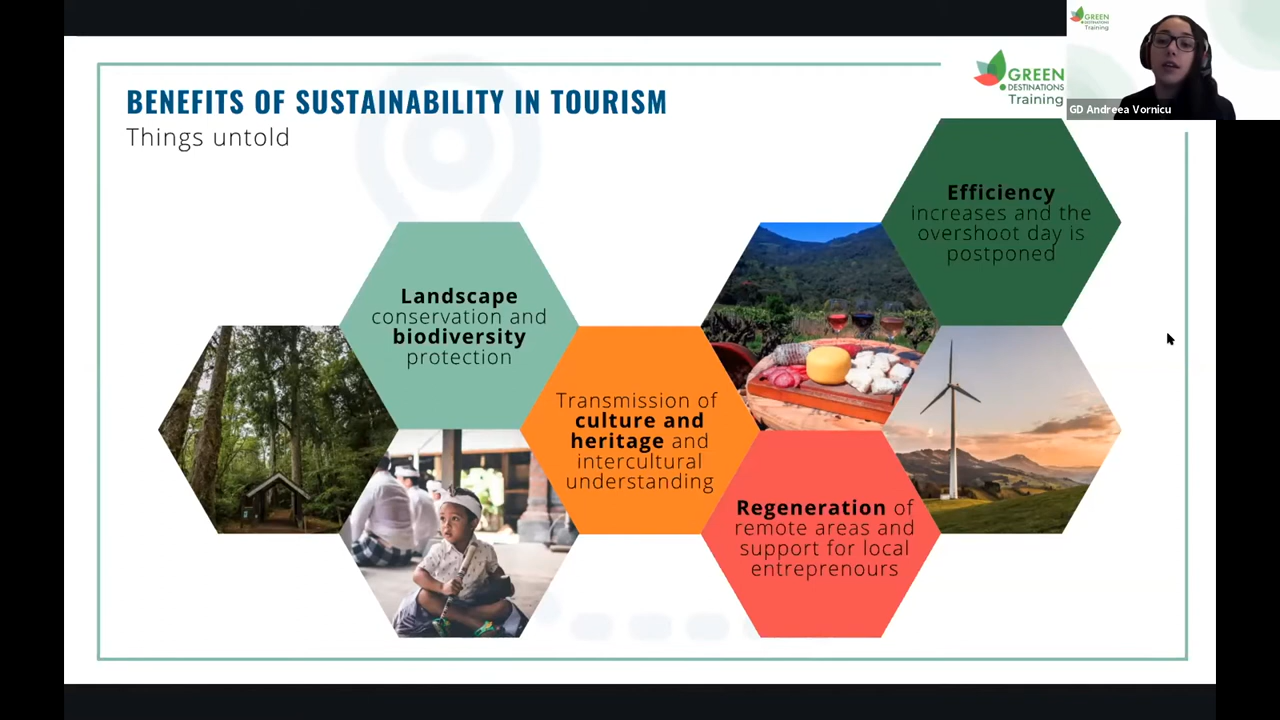 BENEFITS OF SUSTAINABILITY IN TOURISM
Things untold
GREEN
DESTINATIONS
Training
GREEN
DESTINATIONS
Training
GD Andreea Vornicu
Efficiency
increases and the
overshoot day is
postponed
Landscape
conservation and
biodiversity
protection
Transmission of
culture and
heritage and
intercultural
understanding
Regeneration of
remote areas and
support for local
entreprenours